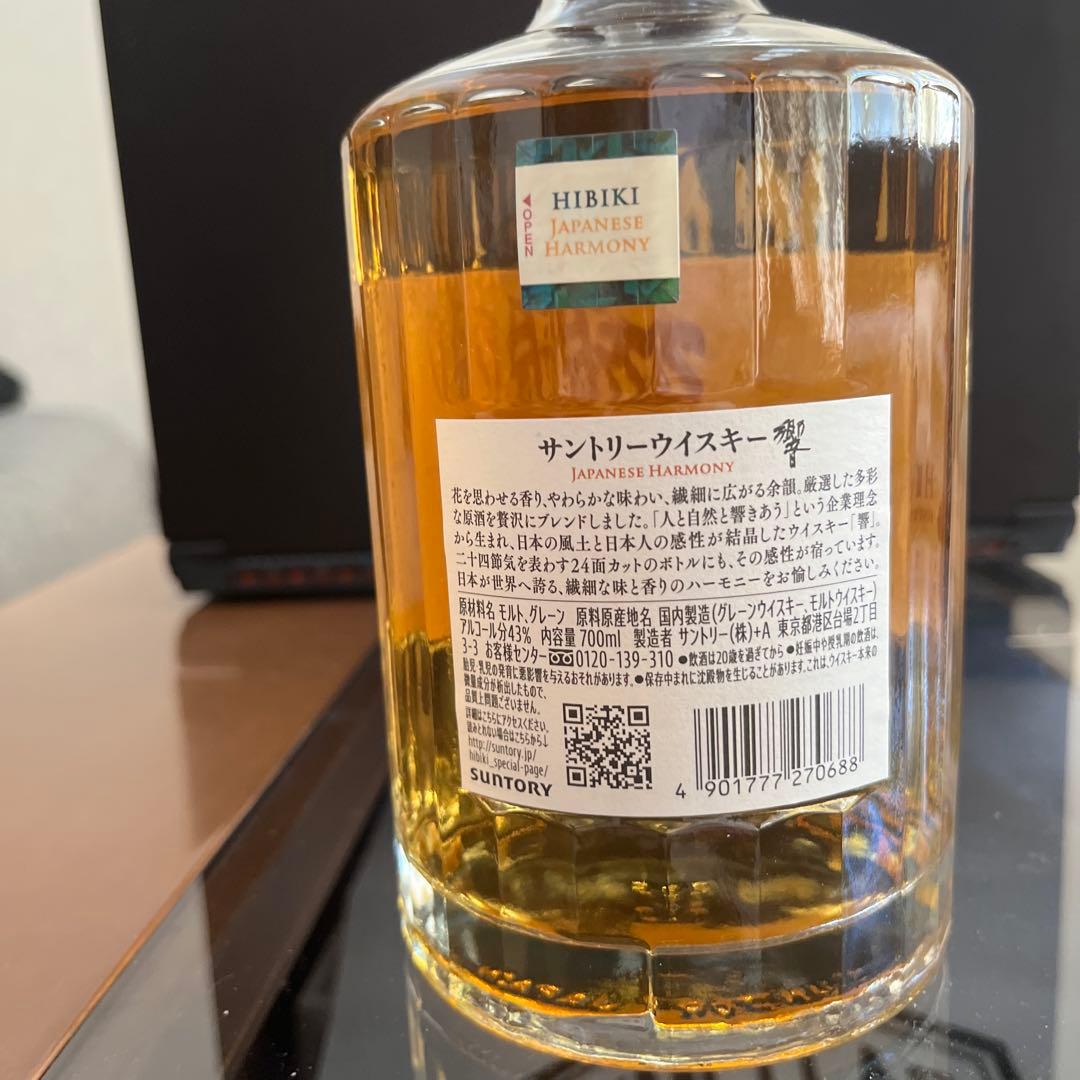 HIBIKI
JAPANESE
HARMONY
◀OPEN
サントリーウイスキー 響
JAPANESE HARMONY
花を思わせる香り、やわらかな味わい、繊細に広がる余韻。厳選した多彩
な原酒を贅沢にブレンドしました。「人と自然と響きあう」という企業理念
から生まれ、日本の風土と日本人の感性が結晶したウイスキー「響」。
二十四節気を表わす24面カットのボトルにも、その感性が宿っています。
日本が世界へ誇る、繊細な味と香りのハーモニーをお愉しみください。
原材料名 モルト、グレーン 原料原産地名 国内製造(グレーンウイスキー、モルトウイスキー)
アルコール分43% 内容量 700ml 製造者 サントリー(株)+A 東京都港区台場2丁目
3-3 お客様センター 0120-139-310 ●飲酒は20歳を過ぎてから ●妊娠中や授乳期の飲酒は、
胎児・乳児の発育に悪影響を与えるおそれがあります。●保存中まれに沈殿物を生じることがあります。これは、ウイスキー本来の
微量成分が析出したもので、
品質上問題ございません。
詳細はこちらにアクセスください。
読みとれない場合はこちらから↓
http://suntory.jp/
hibiki_special-page/
SUNTORY
4 901777 270688